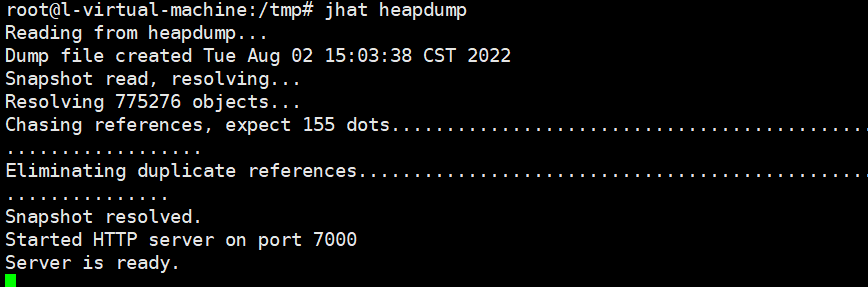 root@l-virtual-machine:/tmp# jhat heapdump
Reading from heapdump...
Dump file created Tue Aug 02 15:03:38 CST 2022
Snapshot read, resolving...
Resolving 775276 objects...
Chasing references, expect 155 dots............................................
..................
Eliminating duplicate references...............................................
...............
Snapshot resolved.
Started HTTP server on port 7000
Server is ready.